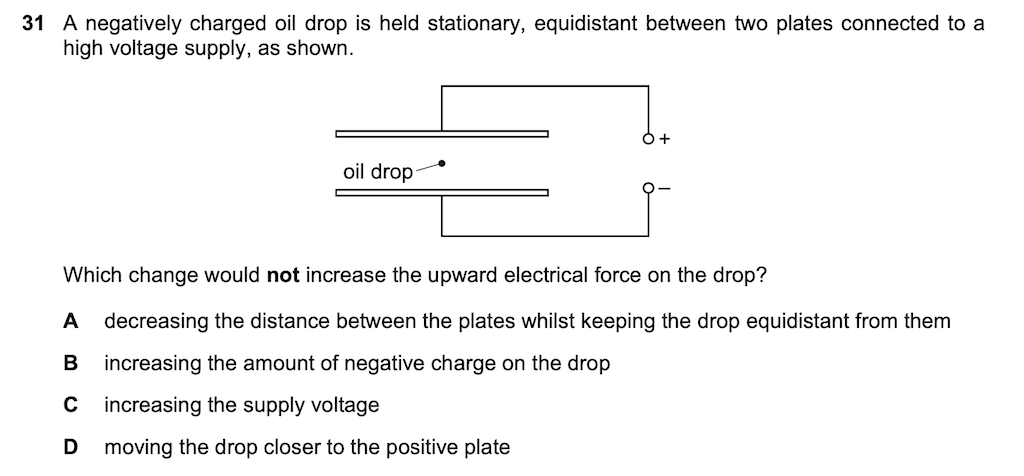 31 A negatively charged oil drop is held stationary, equidistant between two plates connected to a
high voltage supply, as shown.
+
oil drop
–
Which change would not increase the upward electrical force on the drop?
A decreasing the distance between the plates whilst keeping the drop equidistant from them
B increasing the amount of negative charge on the drop
C increasing the supply voltage
D moving the drop closer to the positive plate